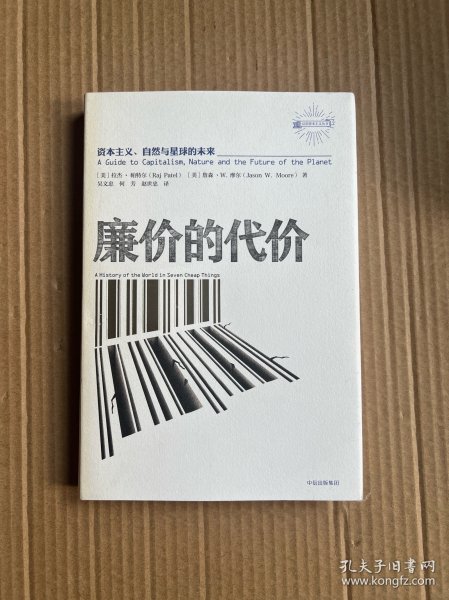 资本主义、自然与星球的未来
A Guide to Capitalism, Nature and the Future of the Planet
[美] 拉杰·帕特尔 (Raj Patel) [美] 詹森·W. 摩尔 (Jason W. Moore) 著
吴文忠 何芳 赵世忠 译
廉价的代价
A History of the World in Seven Cheap Things
中信出版集团
孔夫子旧书网
www.kongfz.com